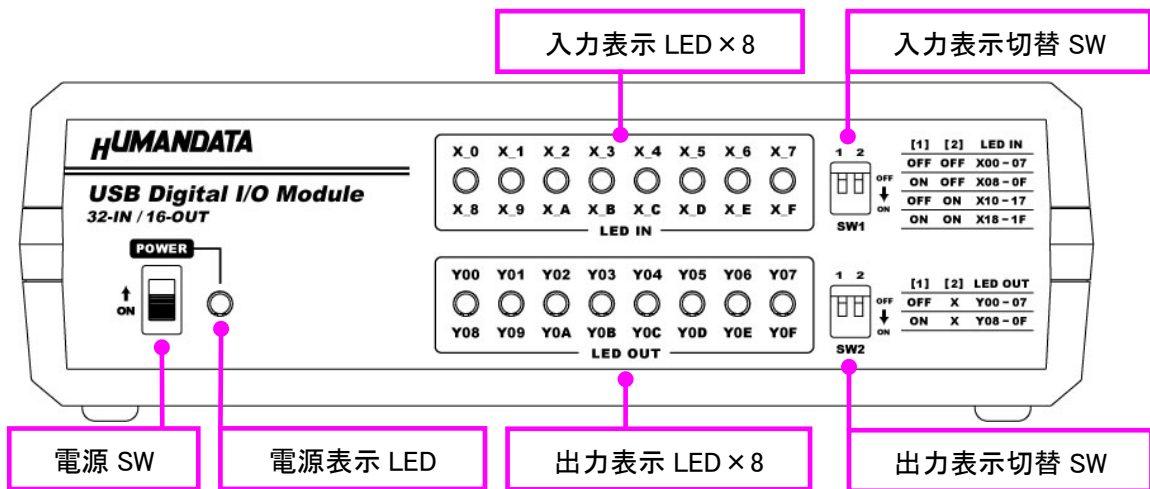 入力表示 LED×8
入力表示切替 SW
HUMANDATA
USB Digital I/O Module
32-IN / 16-OUT
POWER
↑
ON
X_0 X_1 X_2 X_3 X_4 X_5 X_6 X_7
X_8 X_9 X_A X_B X_C X_D X_E X_F
LED IN
1 2
OFF
↓
ON
SW1
[1] [2] LED IN
OFF OFF X00-07
ON OFF X08-0F
OFF ON X10-17
ON ON X18-1F
Y00 Y01 Y02 Y03 Y04 Y05 Y06 Y07
Y08 Y09 Y0A Y0B Y0C Y0D Y0E Y0F
LED OUT
1 2
OFF
↓
ON
SW2
[1] [2] LED OUT
OFF X Y00-07
ON X Y08-0F
電源 SW
電源表示 LED
出力表示 LED×8
出力表示切替 SW